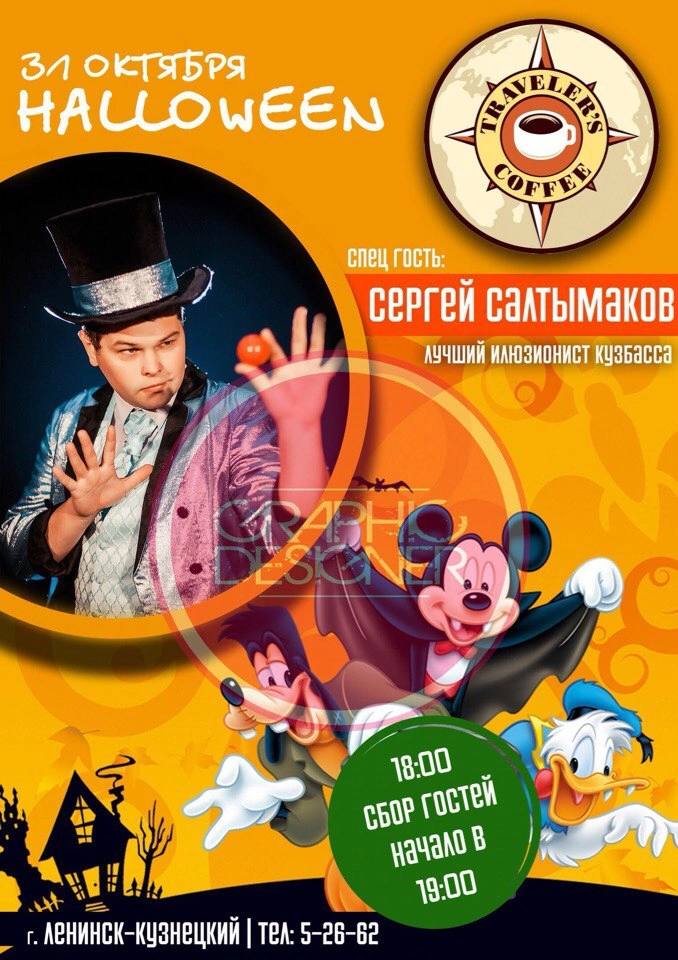 31 ОКТЯБРЯ
HALLOWEEN
TRAVELER'S
COFFEE
СПЕЦ ГОСТЬ:
СЕРГЕЙ САЛТЫМАКОВ
ЛУЧШИЙ ИЛЮЗИОНИСТ КУЗБАССА
GRAPHIC
DESIGNER
18:00
СБОР ГОСТЕЙ
НАЧАЛО В
19:00
г. ЛЕНИНСК-КУЗНЕЦКИЙ | ТЕЛ: 5-26-62